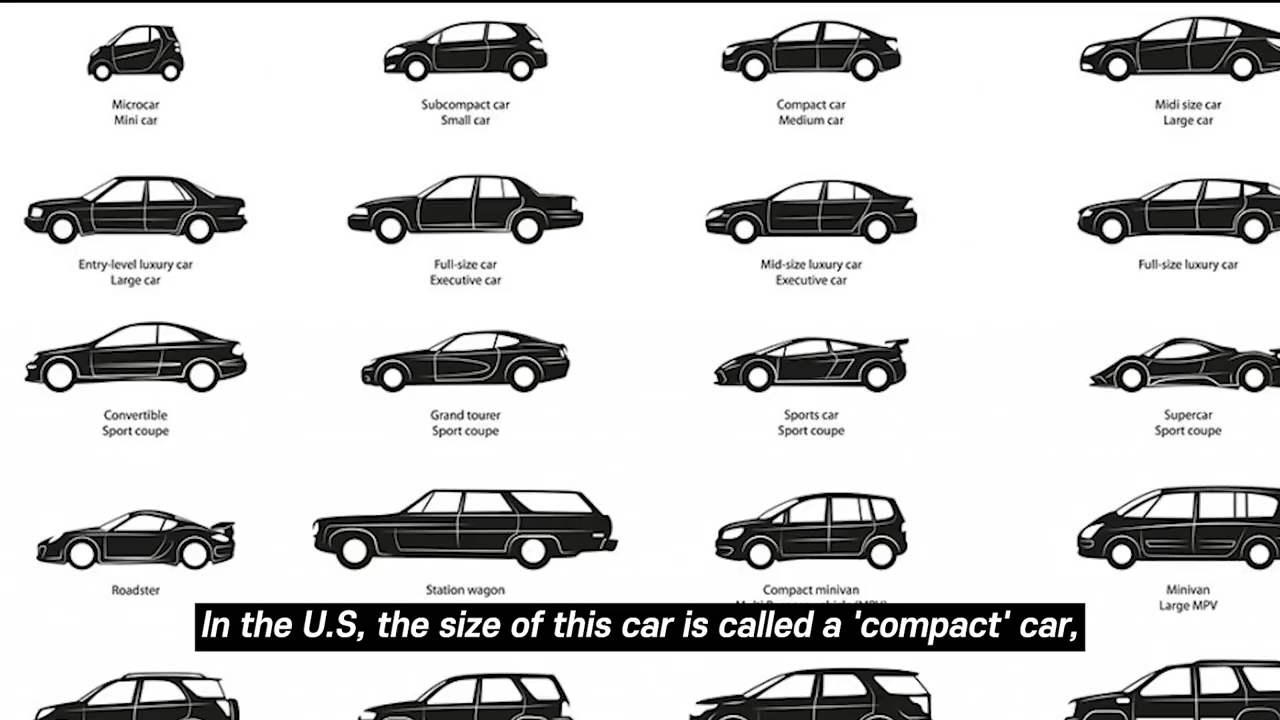 Microcar
Mini car
Subcompact car
Small car
Compact car
Medium car
Midi size car
Large car
Entry-level luxury car
Large car
Full-size car
Executive car
Mid-size luxury car
Executive car
Full-size luxury car
Convertible
Sport coupe
Grand tourer
Sport coupe
Sports car
Sport coupe
Supercar
Sport coupe
Roadster
Station wagon
Compact minivan
Minivan
Large MPV
In the U.S, the size of this car is called a 'compact' car,